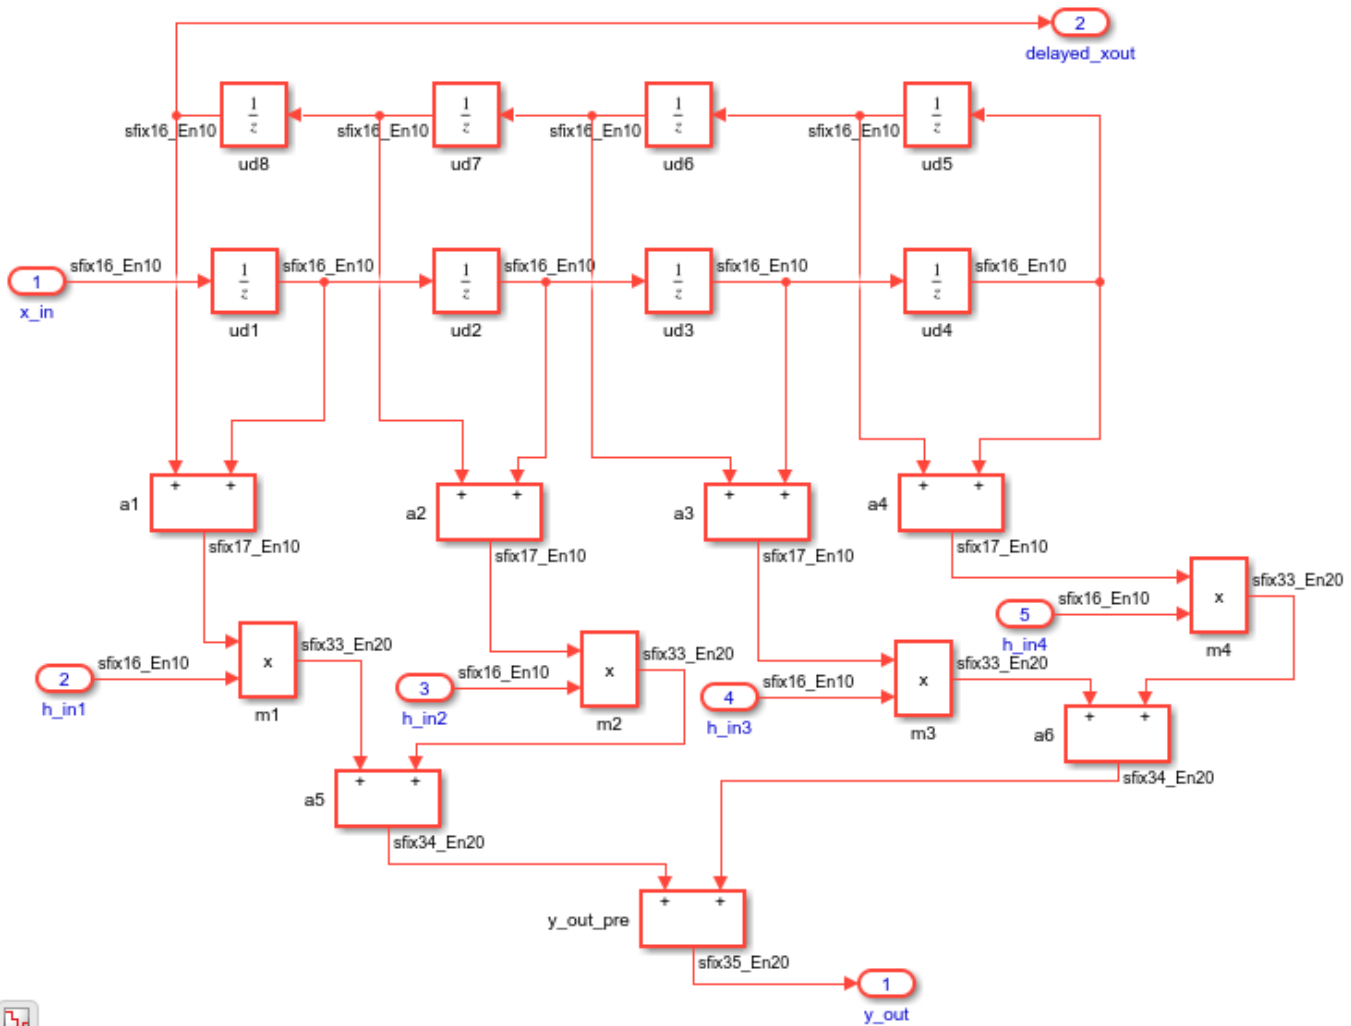 2
delayed_xout
1
z
1
z
1
z
1
z
sfix16_En10
sfix16_En10
sfix16_En10
sfix16_En10
ud8
ud7
ud6
ud5
sfix16_En10
sfix16_En10
sfix16_En10
sfix16_En10
sfix16_En10
1
1
z
1
z
1
z
1
z
x_in
ud1
ud2
ud3
ud4
a1
+ +
a2
+ +
a3
+ +
a4
+ +
sfix17_En10
sfix17_En10
sfix17_En10
sfix17_En10
x
sfix33_En20
m4
sfix16_En10
5
h_in4
sfix16_En10
2
h_in1
x
sfix33_En20
m1
sfix16_En10
3
h_in2
x
sfix33_En20
m2
sfix16_En10
4
h_in3
x
sfix33_En20
m3
a6
+ +
sfix34_En20
a5
+ +
sfix34_En20
y_out_pre
+ +
sfix35_En20
1
y_out